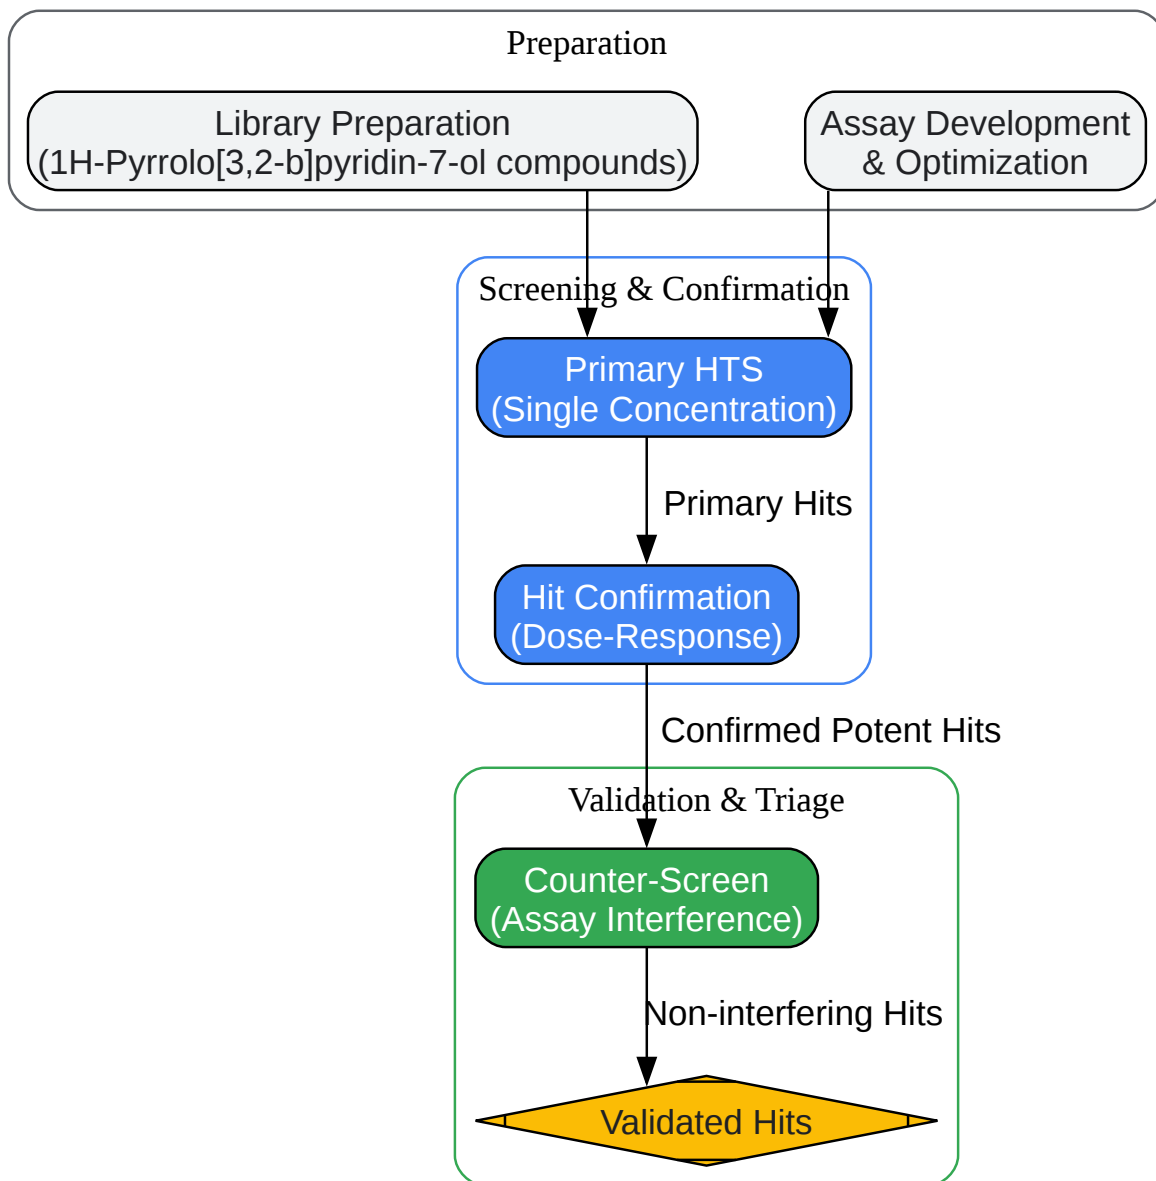 Preparation
Library Preparation
(1H-Pyrrolo[3,2-b]pyridin-7-ol compounds)
Assay Development
& Optimization
Screening & Confirmation
Primary HTS
(Single Concentration)
Primary Hits
Hit Confirmation
(Dose-Response)
Confirmed Potent Hits
Validation & Triage
Counter-Screen
(Assay Interference)
Non-interfering Hits
Validated Hits